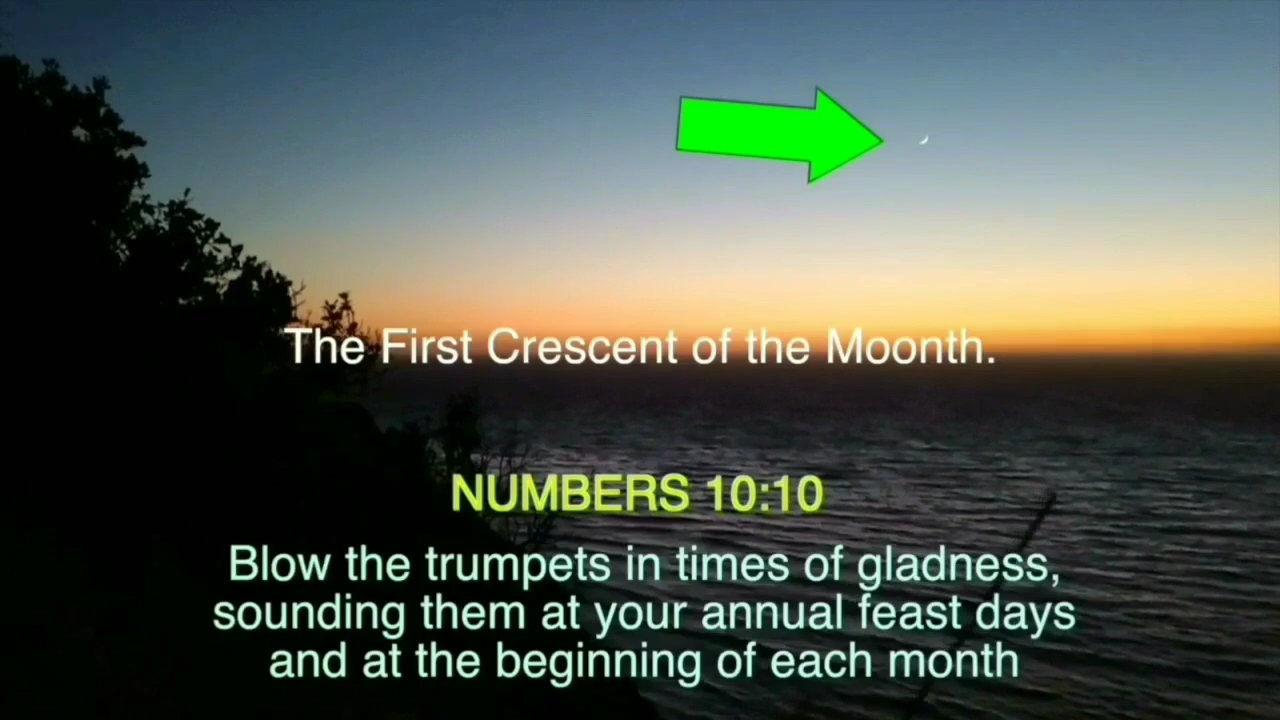 The First Crescent of the Moonth.
NUMBERS 10:10
Blow the trumpets in times of gladness,
sounding them at your annual feast days
and at the beginning of each month